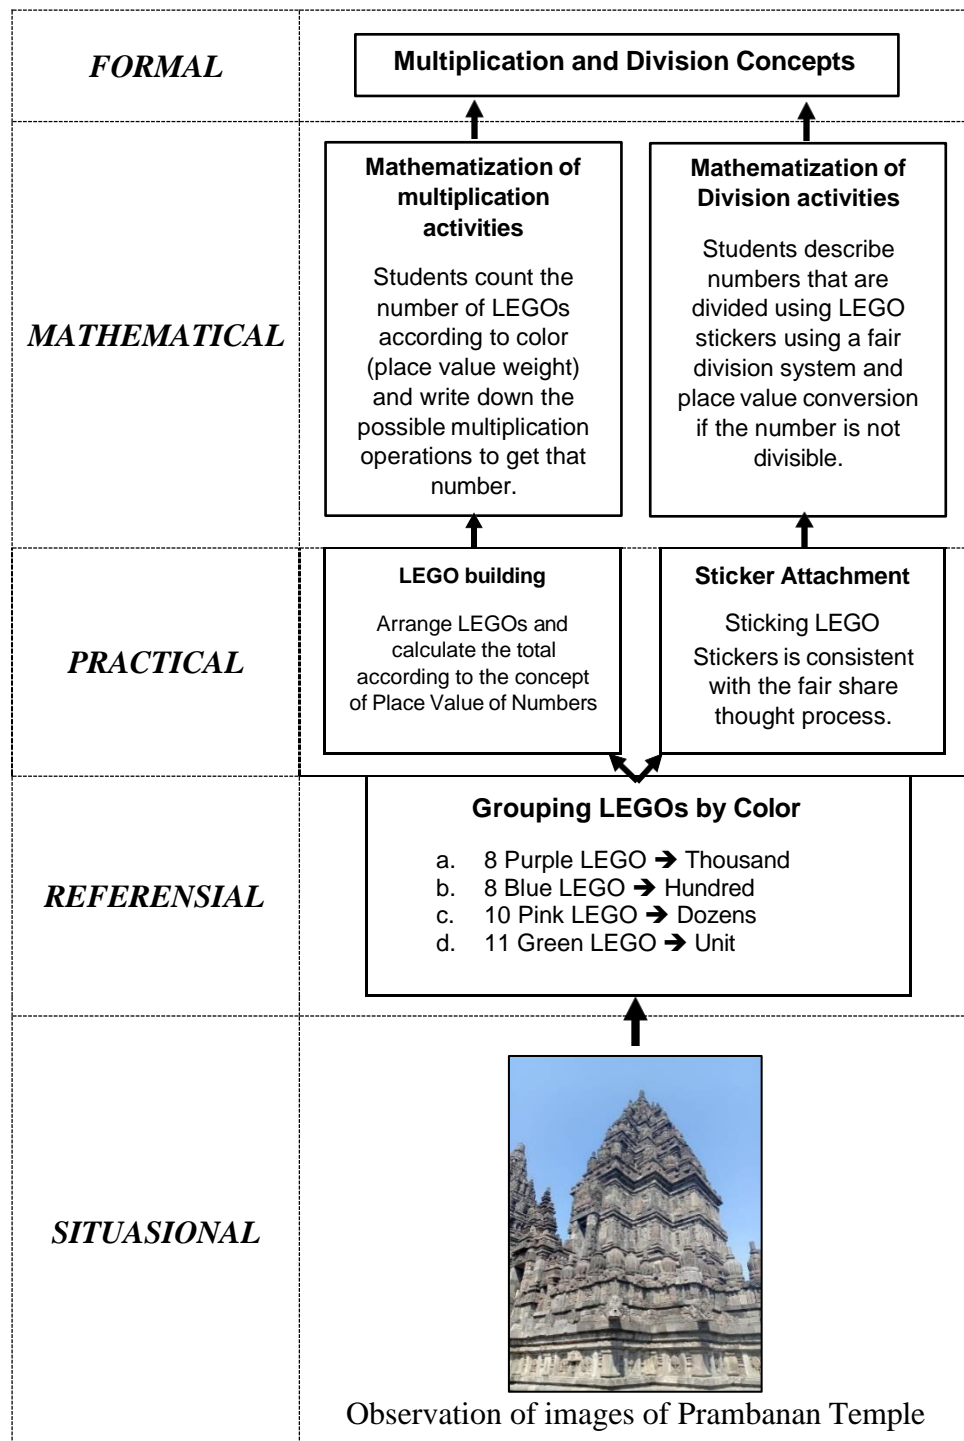 FORMAL
Multiplication and Division Concepts
MATHEMATICAL
Mathematization of
multiplication
activities
Students count the
number of LEGOs
according to color
(place value weight)
and write down the
possible multiplication
operations to get that
number.
Mathematization of
Division activities
Students describe
numbers that are
divided using LEGO
stickers using a fair
division system and
place value conversion
if the number is not
divisible.
PRACTICAL
LEGO building
Arrange LEGOs and
calculate the total
according to the concept
of Place Value of Numbers
Sticker Attachment
Sticking LEGO
Stickers is consistent
with the fair share
thought process.
REFERENSIAL
Grouping LEGOs by Color
a. 8 Purple LEGO ➔ Thousand
b. 8 Blue LEGO ➔ Hundred
c. 10 Pink LEGO ➔ Dozens
d. 11 Green LEGO ➔ Unit
SITUASIONAL
Observation of images of Prambanan Temple